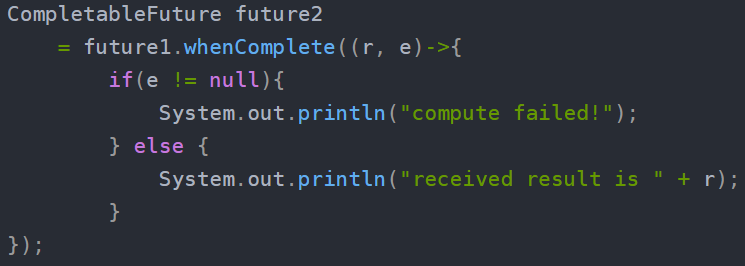 CompletableFuture future2
    = future1.whenComplete((r, e)->{
        if(e != null){
            System.out.println("compute failed!");
        } else {
            System.out.println("received result is " + r);
        }
});